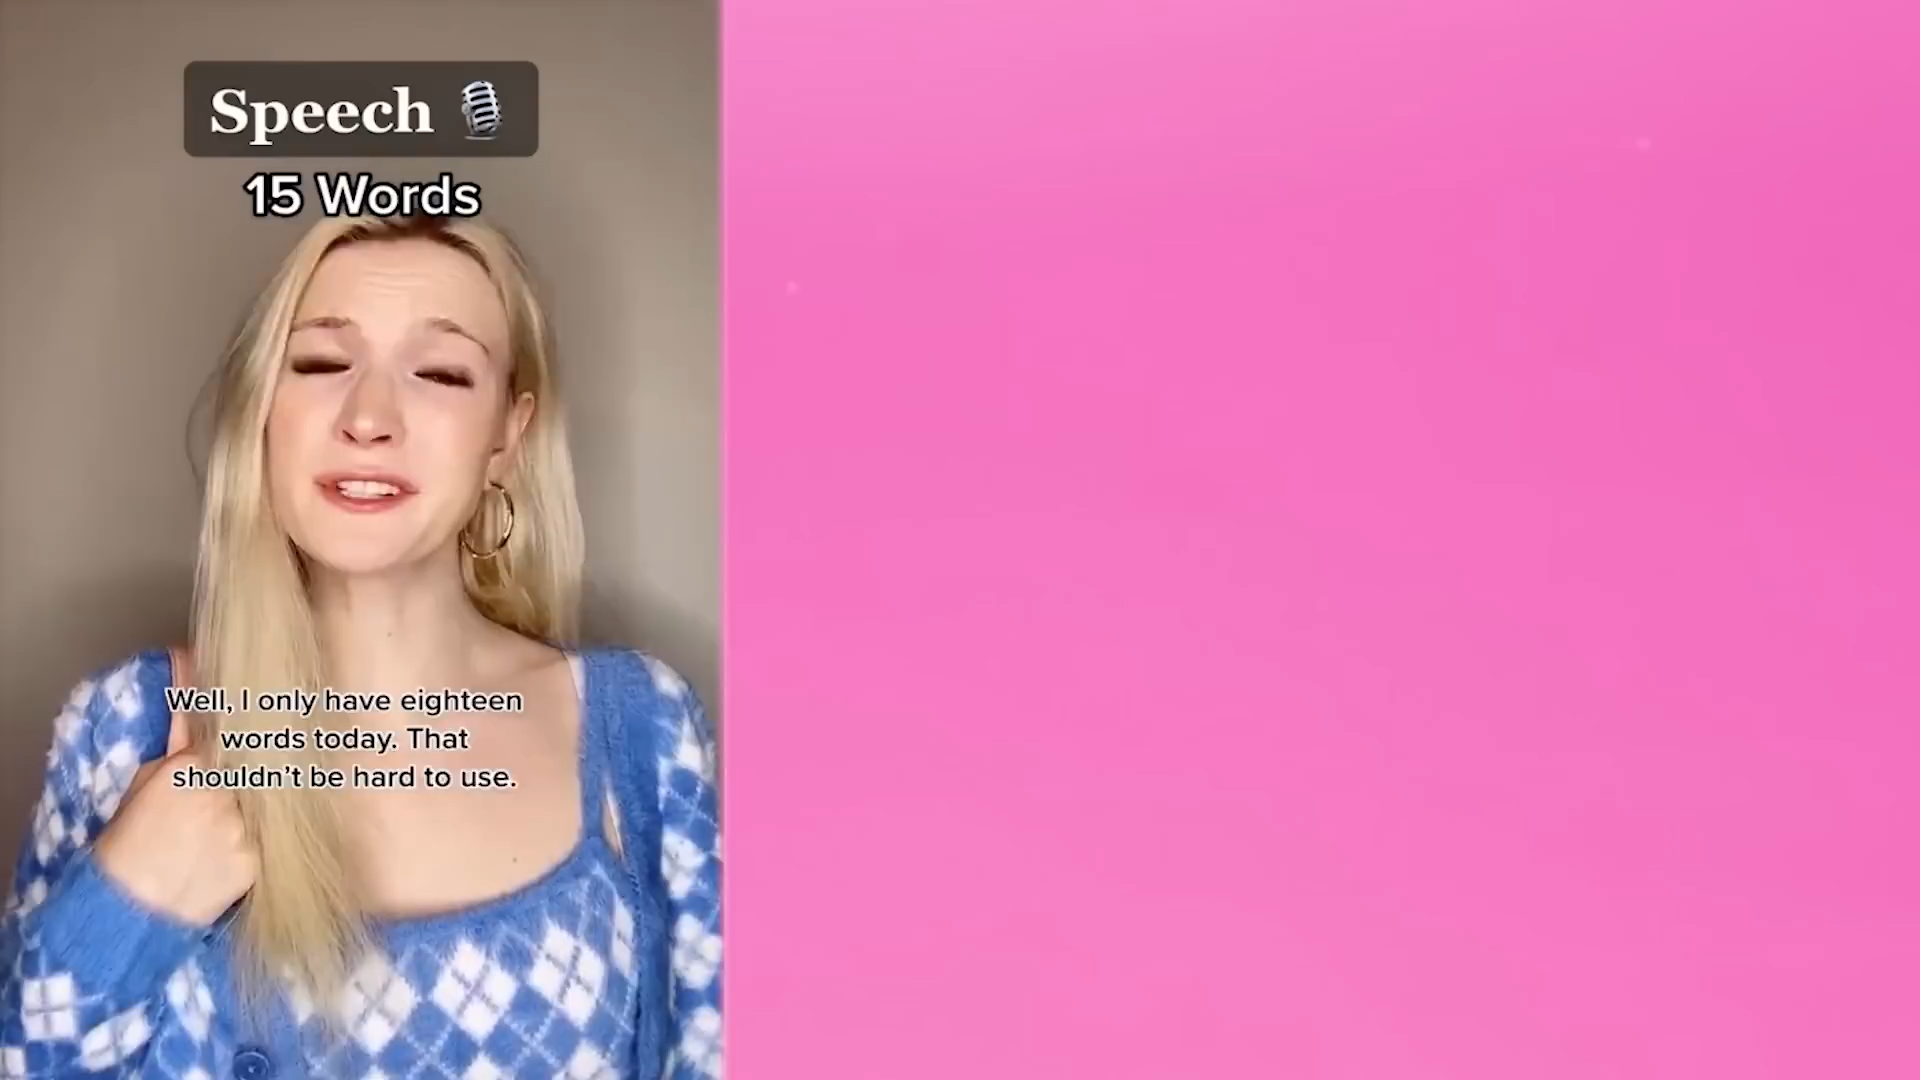 Speech 🎙️
15 Words
Well, I only have eighteen
words today. That
shouldn't be hard to use.